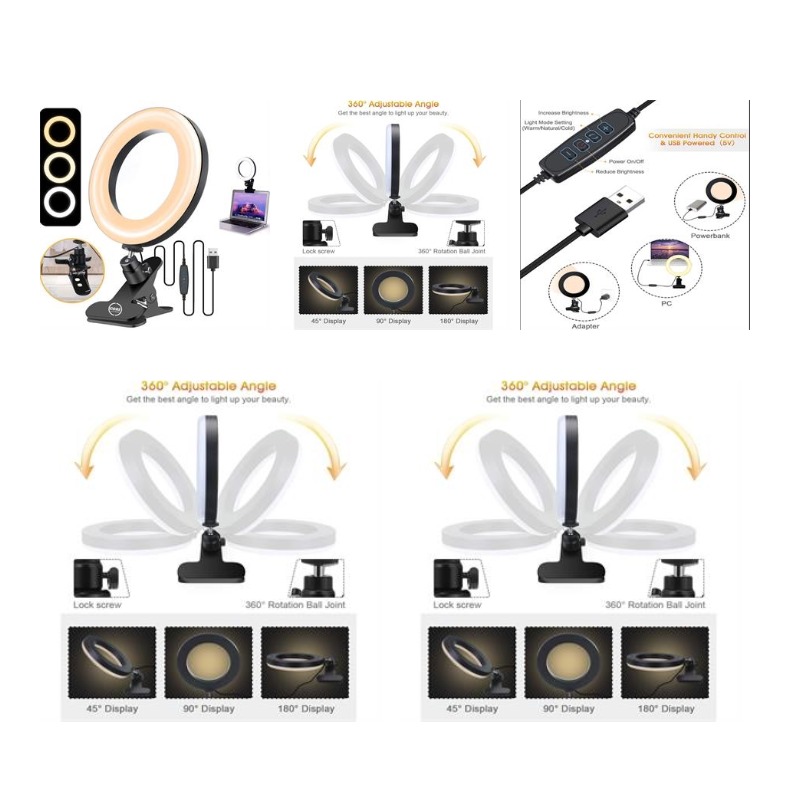 360° Adjustable Angle
Get the best angle to light up your beauty.
Lock screw
360° Rotation Ball Joint
45° Display
90° Display
180° Display
Increase Brightness
Light Mode Setting
(Warm/Natural/Cold)
Convenient Handy Control
& USB Powered (5V)
Power On/Off
Reduce Brightness
Powerbank
PC
Adapter
360° Adjustable Angle
Get the best angle to light up your beauty.
Lock screw
360° Rotation Ball Joint
45° Display
90° Display
180° Display
360° Adjustable Angle
Get the best angle to light up your beauty.
Lock screw
360° Rotation Ball Joint
45° Display
90° Display
180° Display